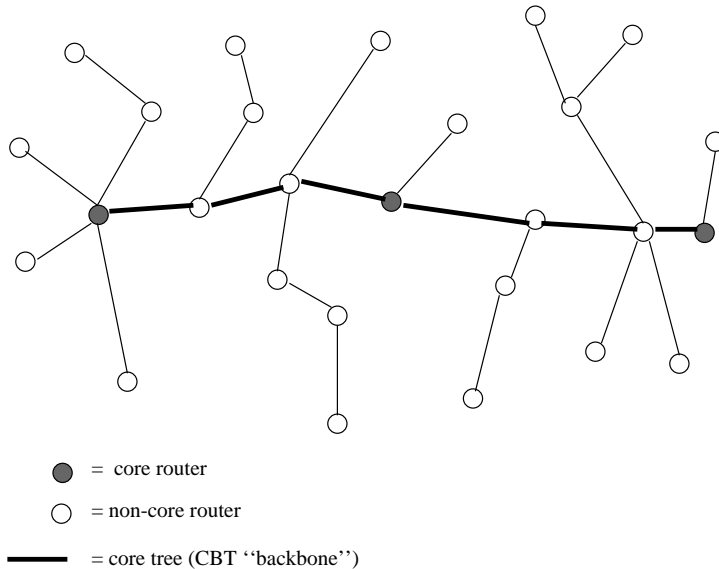 = core router
= non-core router
= core tree (CBT ‘‘backbone’’)